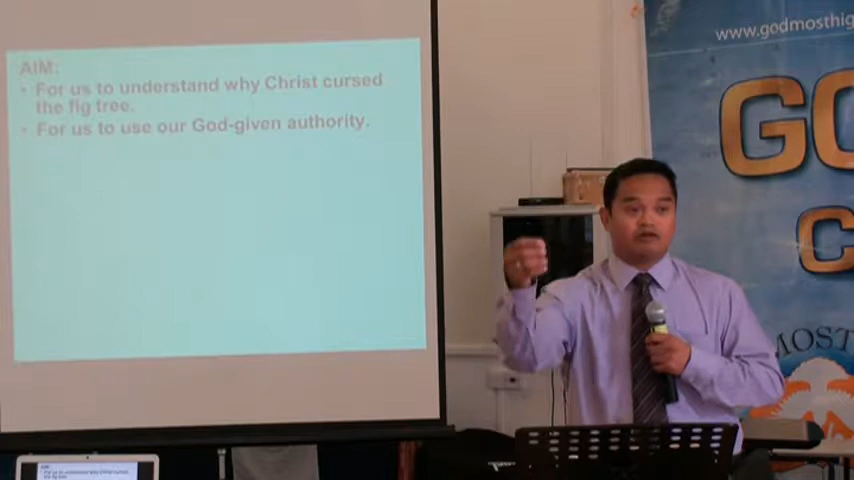 AIM:
• For us to understand why Christ cursed
the fig tree.
• For us to use our God-given authority.
www.godmosthig
GO
C
MOST